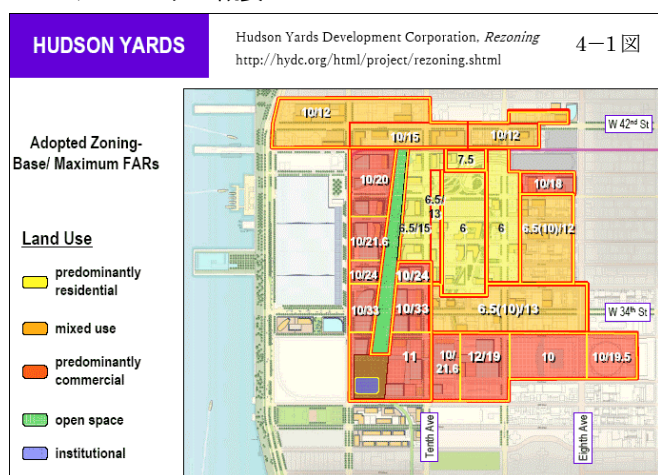 HUDSON YARDS
Hudson Yards Development Corporation, Rezoning
http://hydc.org/html/project/rezoning.shtml
4－1図
Adopted Zoning-
Base/ Maximum FARs
Land Use
predominantly
residential
mixed use
predominantly
commercial
open space
institutional
10/12
10/15
10/12
W 42nd St
7.5
10/20
10/18
6.5/
13
6.5/15
6
6
6.5(10)/12
10/21.6
10/24
10/24
10/33
10/33
6.5(10)/13
W 34th St
11
10/
21.6
12/19
10
10/19.5
Tenth Ave
Eighth Ave